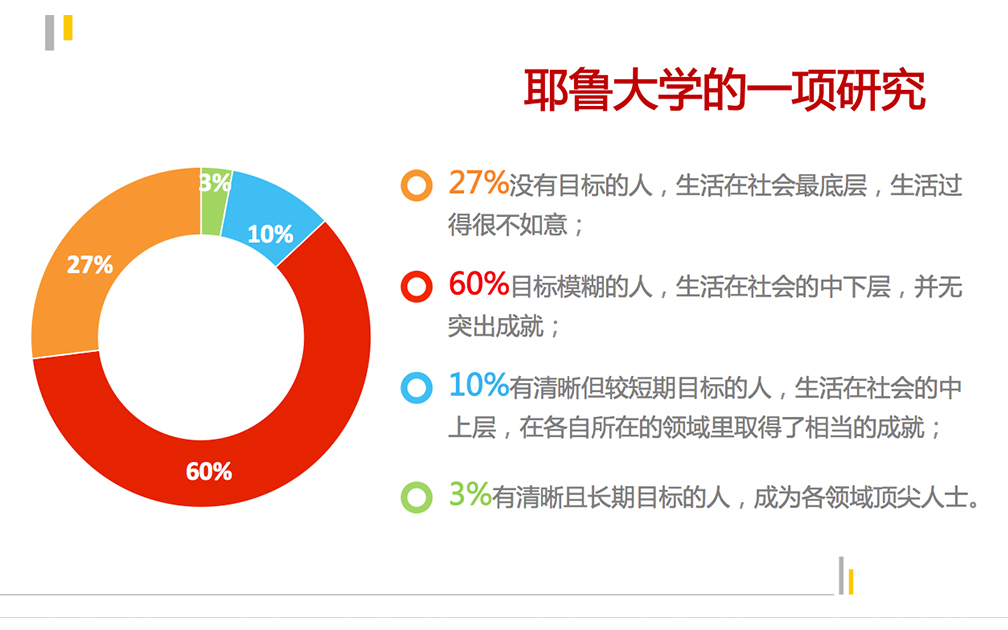 耶鲁大学的一项研究
3%
10%
27%
60%
27%没有目标的人，生活在社会最底层，生活过
得很不如意；
60%目标模糊的人，生活在社会的中下层，并无
突出成就；
10%有清晰但较短期目标的人，生活在社会的中
上层，在各自所在的领域里取得了相当的成就；
3%有清晰且长期目标的人，成为各领域顶尖人士。